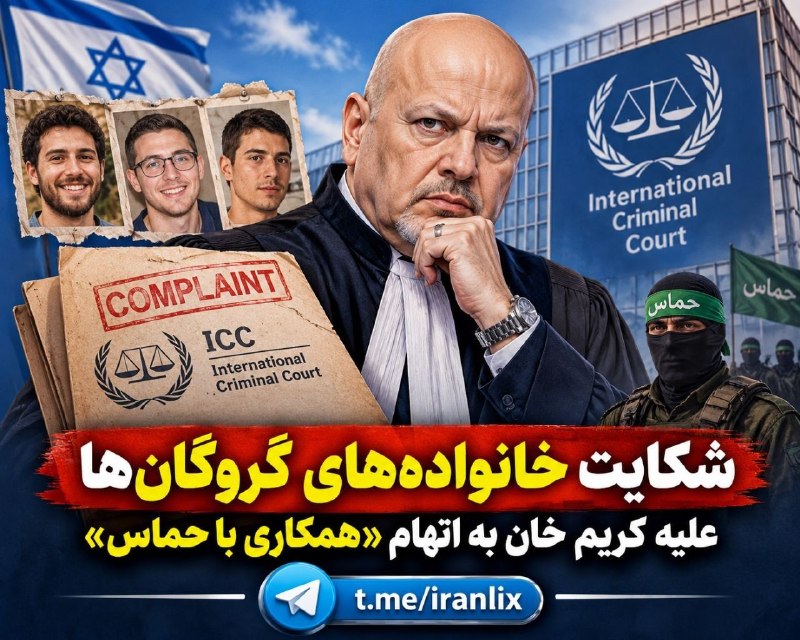 International
Criminal
Court
COMPLAINT
ICC
International
Criminal Court
حماس
حماس
شکایت خانواده‌های گروگان‌ها
علیه کریم خان به اتهام «همکاری با حماس»
t.me/iranlix